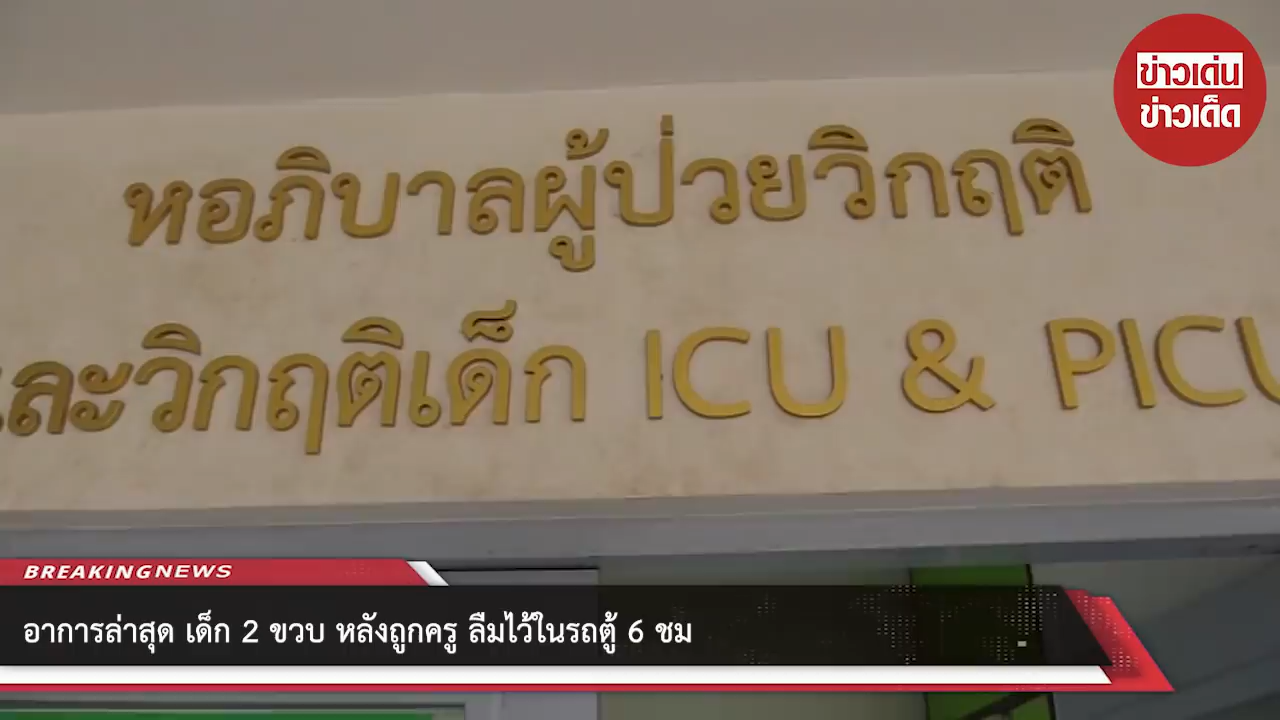 ข่าวเด่น
ข่าวเด็ด
หออภิบาลผู้ป่วยวิกฤติ
และวิกฤติเด็ก ICU & PICU
BREAKINGNEWS
อาการล่าสุด เด็ก 2 ขวบ หลังถูกครู ลืมไว้ในรถตู้ 6 ชม